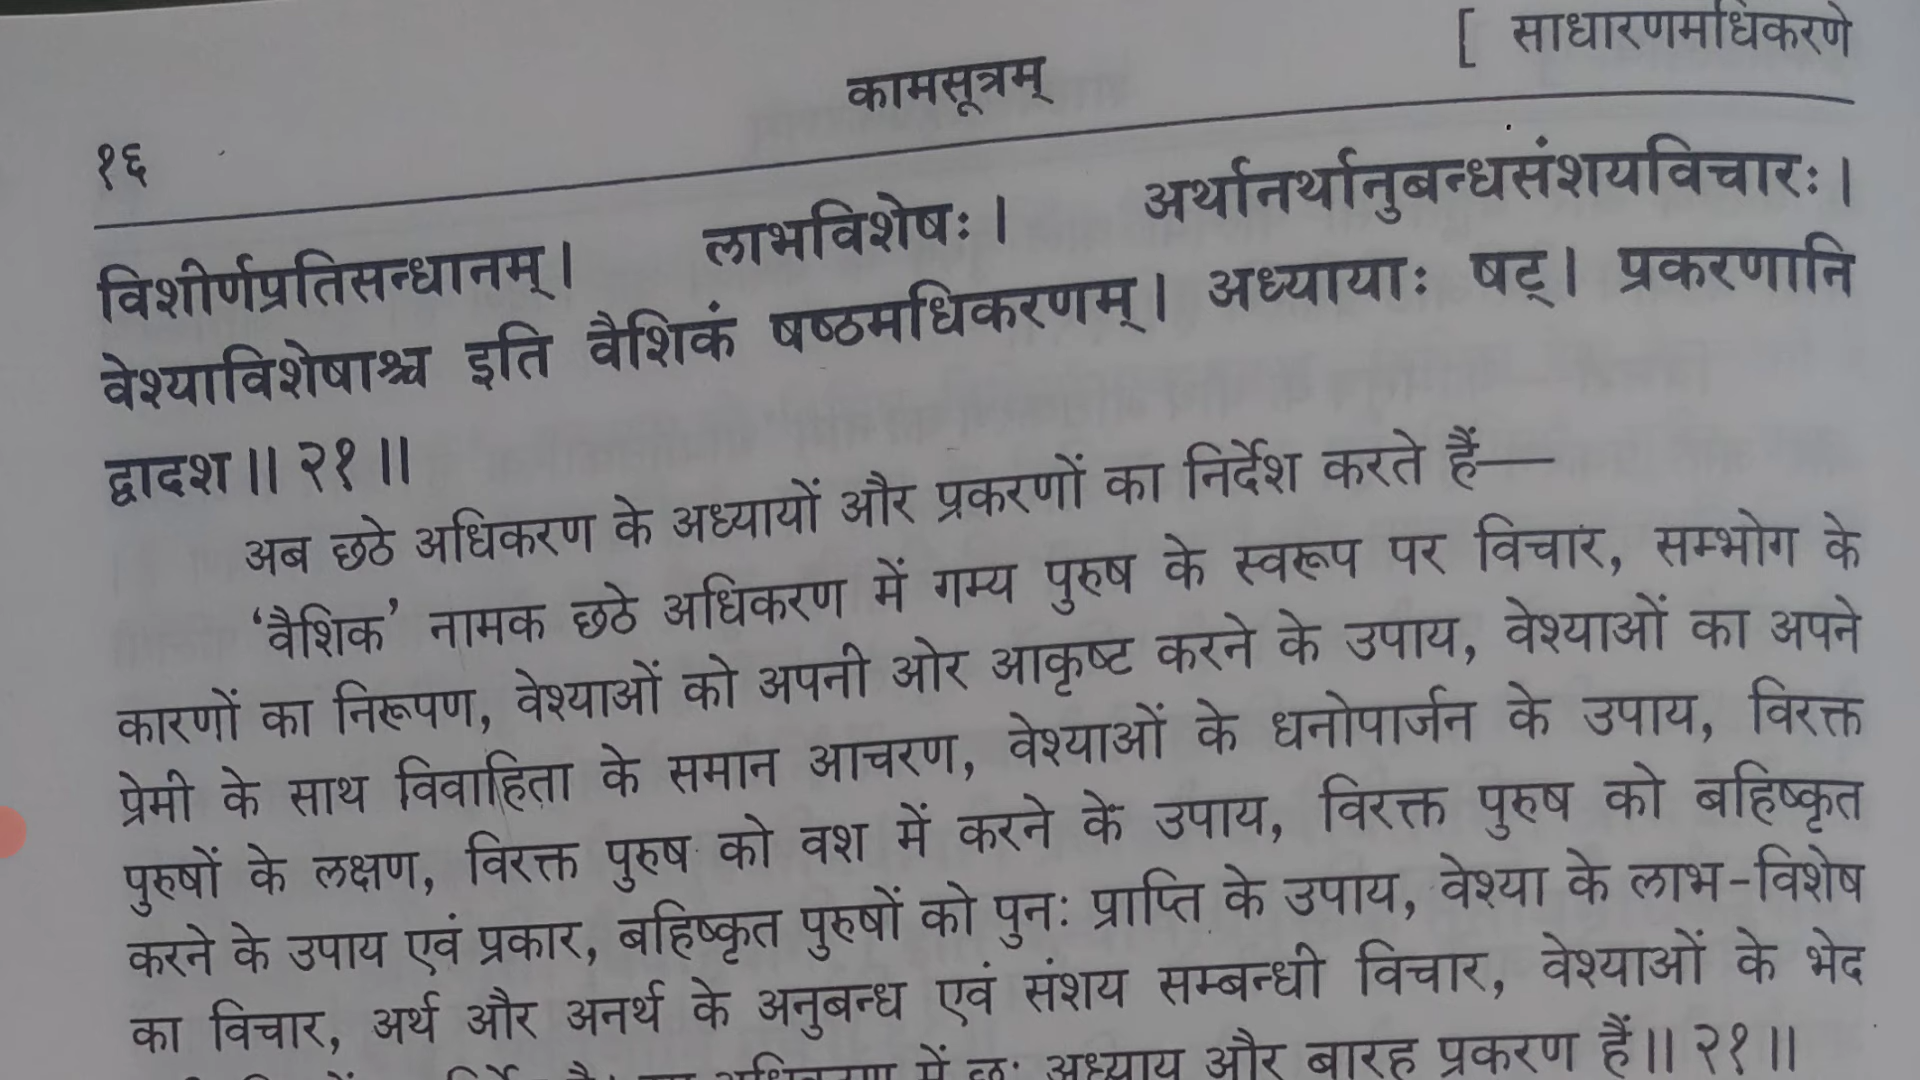 [ साधारणमधिकरणे
कामसूत्रम्
१६
विशीर्णप्रतिसन्धानम्। लाभविशेषः। अर्थानर्थानुबन्धसंशयविचारः।
वेश्याविशेषाश्च इति वैशिकं षष्ठमधिकरणम्। अध्यायाः षट्। प्रकरणानि
द्वादश॥ २१॥
अब छठे अधिकरण के अध्यायों और प्रकरणों का निर्देश करते हैं—
‘वैशिक’ नामक छठे अधिकरण में गम्य पुरुष के स्वरूप पर विचार, सम्भोग के
कारणों का निरूपण, वेश्याओं को अपनी ओर आकृष्ट करने के उपाय, वेश्याओं का अपने
प्रेमी के साथ विवाहिता के समान आचरण, वेश्याओं के धनोपार्जन के उपाय, विरक्त
पुरुषों के लक्षण, विरक्त पुरुष को वश में करने के उपाय, विरक्त पुरुष को बहिष्कृत
करने के उपाय एवं प्रकार, बहिष्कृत पुरुषों को पुनः प्राप्ति के उपाय, वेश्या के लाभ-विशेष
का विचार, अर्थ और अनर्थ के अनुबन्ध एवं संशय सम्बन्धी विचार, वेश्याओं के भेद
अधिकरण में छः अध्याय और बारह प्रकरण हैं॥ २१॥